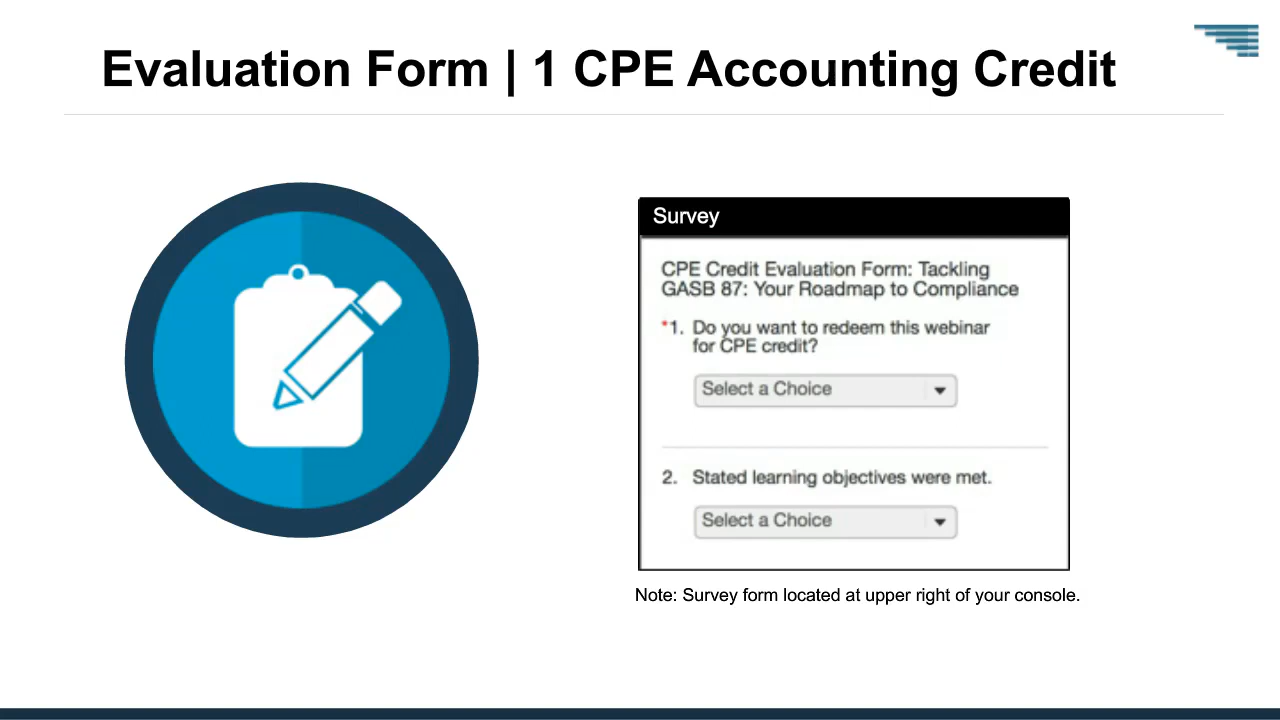 Evaluation Form | 1 CPE Accounting Credit
Survey
CPE Credit Evaluation Form: Tackling
GASB 87: Your Roadmap to Compliance
*1. Do you want to redeem this webinar
for CPE credit?
Select a Choice
2. Stated learning objectives were met.
Select a Choice
Note: Survey form located at upper right of your console.